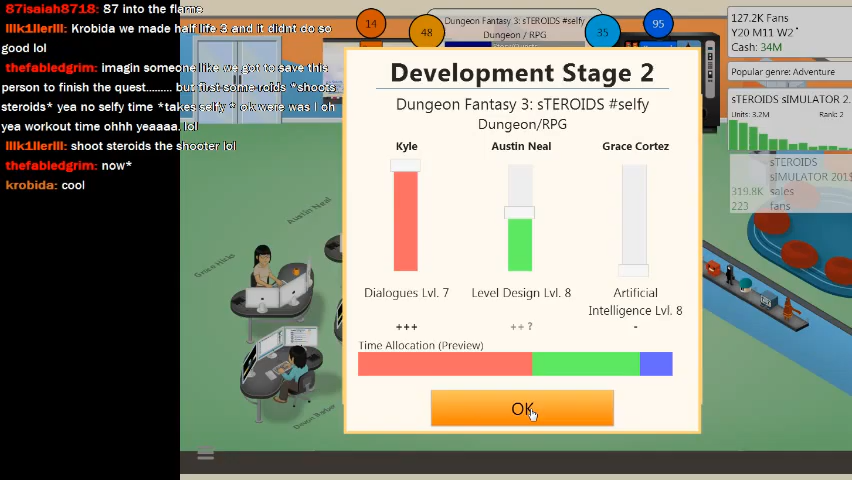 87isaiah8718: 87 into the flame
lllk1llerlll: Krobida we made half life 3 and it didnt do so
good lol
thefabledgrim: imagin someone like we got to save this
person to finish the quest......... but first some roids *shoots
steroids* yea no selfy time *takes selfy * ok were was I oh
yea workout time ohhh yeaaaa. lol
lllk1llerlll: shoot steroids the shooter lol
thefabledgrim: now*
krobida: cool
14
48
Dungeon Fantasy 3: sTEROIDS #selfy
Dungeon / RPG
35
95
127.2K Fans
Y20 M11 W2
Cash: 34M
Popular genre: Adventure
sTEROIDS sIMULATOR 2.
Units: 3.2M
Rank: 2
sTEROIDS
sIMULATOR 201
319.8K sales
223 fans
Development Stage 2
Dungeon Fantasy 3: sTEROIDS #selfy
Dungeon/RPG
Kyle
Austin Neal
Grace Cortez
Dialogues Lvl. 7
Level Design Lvl. 8
Artificial
Intelligence Lvl. 8
+++
++ ?
-
Time Allocation (Preview)
OK
Austin Neal
Grace Hicks